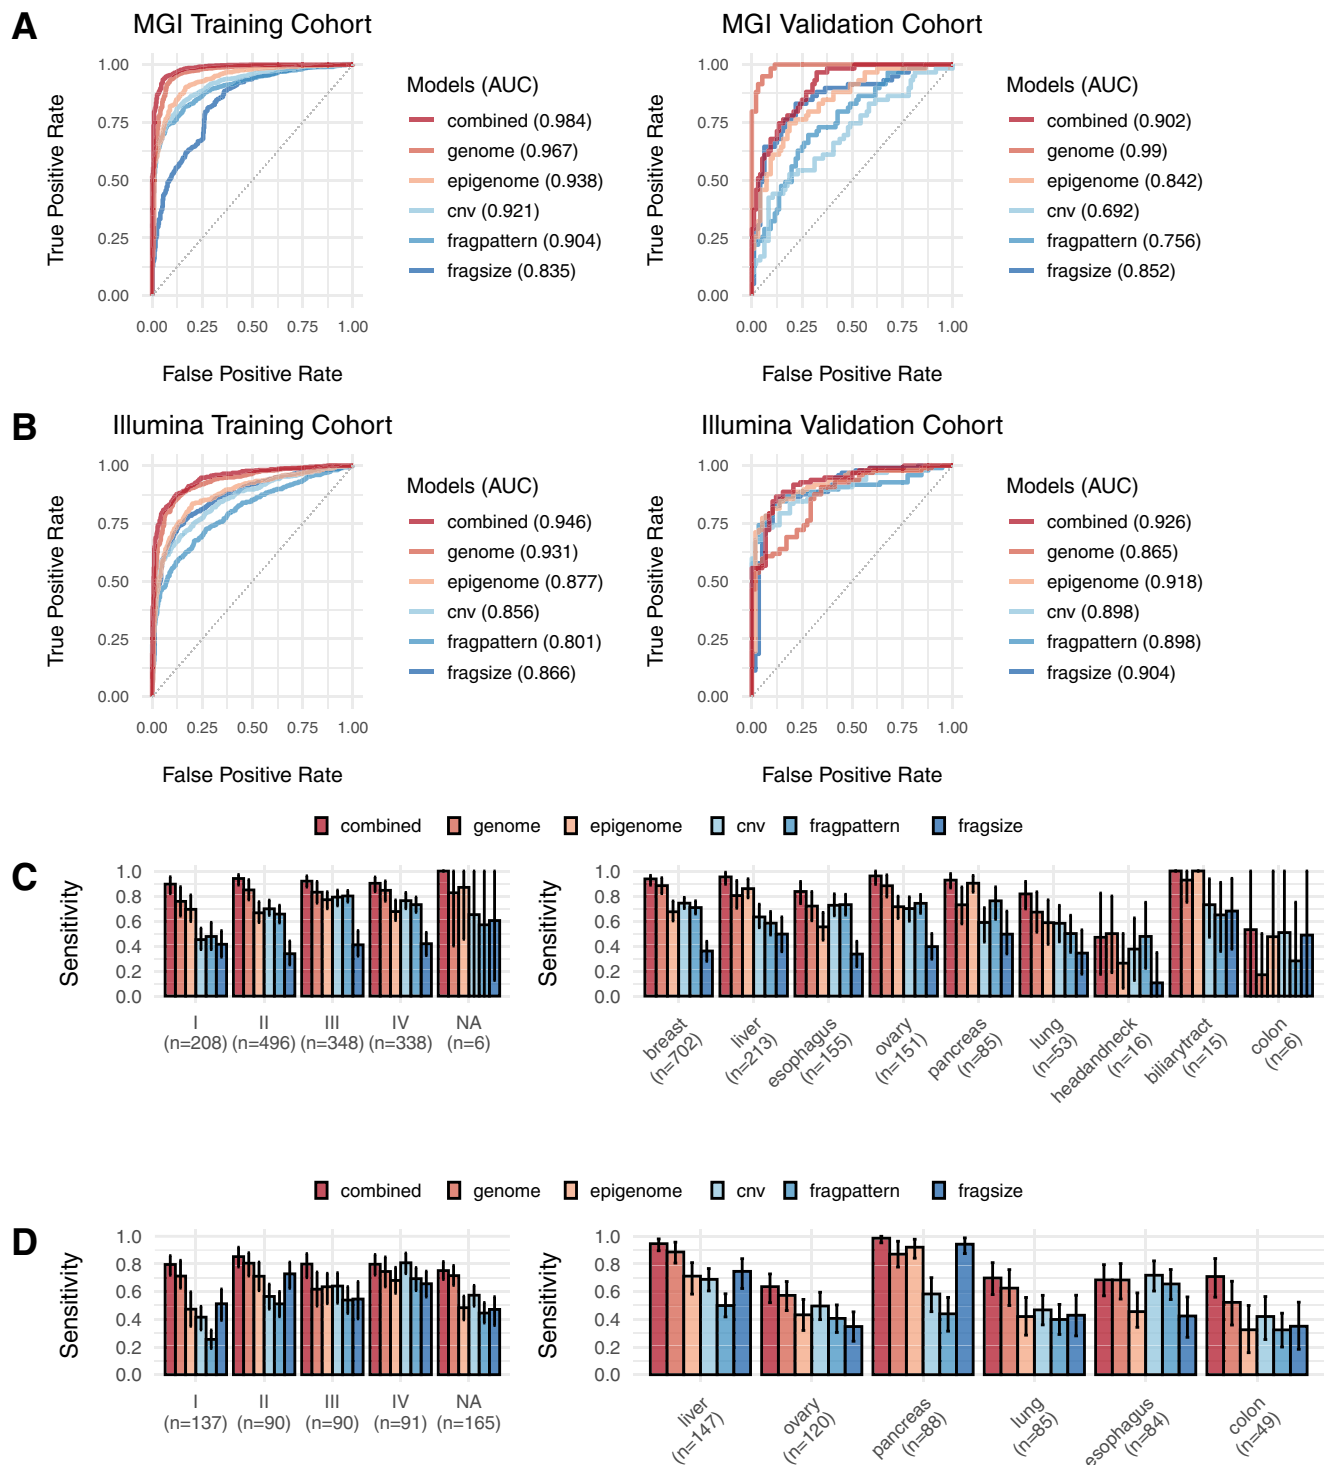 A
MGI Training Cohort
True Positive Rate
1.00
0.75
0.50
0.25
0.00
0.00 0.25 0.50 0.75 1.00
False Positive Rate
Models (AUC)
combined (0.984)
genome (0.967)
epigenome (0.938)
cnv (0.921)
fragpattern (0.904)
fragsize (0.835)
MGI Validation Cohort
True Positive Rate
1.00
0.75
0.50
0.25
0.00
0.00 0.25 0.50 0.75 1.00
False Positive Rate
Models (AUC)
combined (0.902)
genome (0.99)
epigenome (0.842)
cnv (0.692)
fragpattern (0.756)
fragsize (0.852)
B
Illumina Training Cohort
True Positive Rate
1.00
0.75
0.50
0.25
0.00
0.00 0.25 0.50 0.75 1.00
False Positive Rate
Models (AUC)
combined (0.946)
genome (0.931)
epigenome (0.877)
cnv (0.856)
fragpattern (0.801)
fragsize (0.866)
Illumina Validation Cohort
True Positive Rate
1.00
0.75
0.50
0.25
0.00
0.00 0.25 0.50 0.75 1.00
False Positive Rate
Models (AUC)
combined (0.926)
genome (0.865)
epigenome (0.918)
cnv (0.898)
fragpattern (0.898)
fragsize (0.904)
combined genome epigenome cnv fragpattern fragsize
C
Sensitivity
1.0
0.8
0.6
0.4
0.2
0.0
I II III IV NA
(n=208) (n=496) (n=348) (n=338) (n=6)
Sensitivity
1.0
0.8
0.6
0.4
0.2
0.0
breast
(n=702)
liver
(n=213)
esophagus
(n=155)
ovary
(n=151)
pancreas
(n=85)
lung
(n=53)
headandneck
(n=16)
biliarytract
(n=15)
colon
(n=6)
combined genome epigenome cnv fragpattern fragsize
D
Sensitivity
1.0
0.8
0.6
0.4
0.2
0.0
I II III IV NA
(n=137) (n=90) (n=90) (n=91) (n=165)
Sensitivity
1.0
0.8
0.6
0.4
0.2
0.0
liver
(n=147)
ovary
(n=120)
pancreas
(n=88)
lung
(n=85)
esophagus
(n=84)
colon
(n=49)